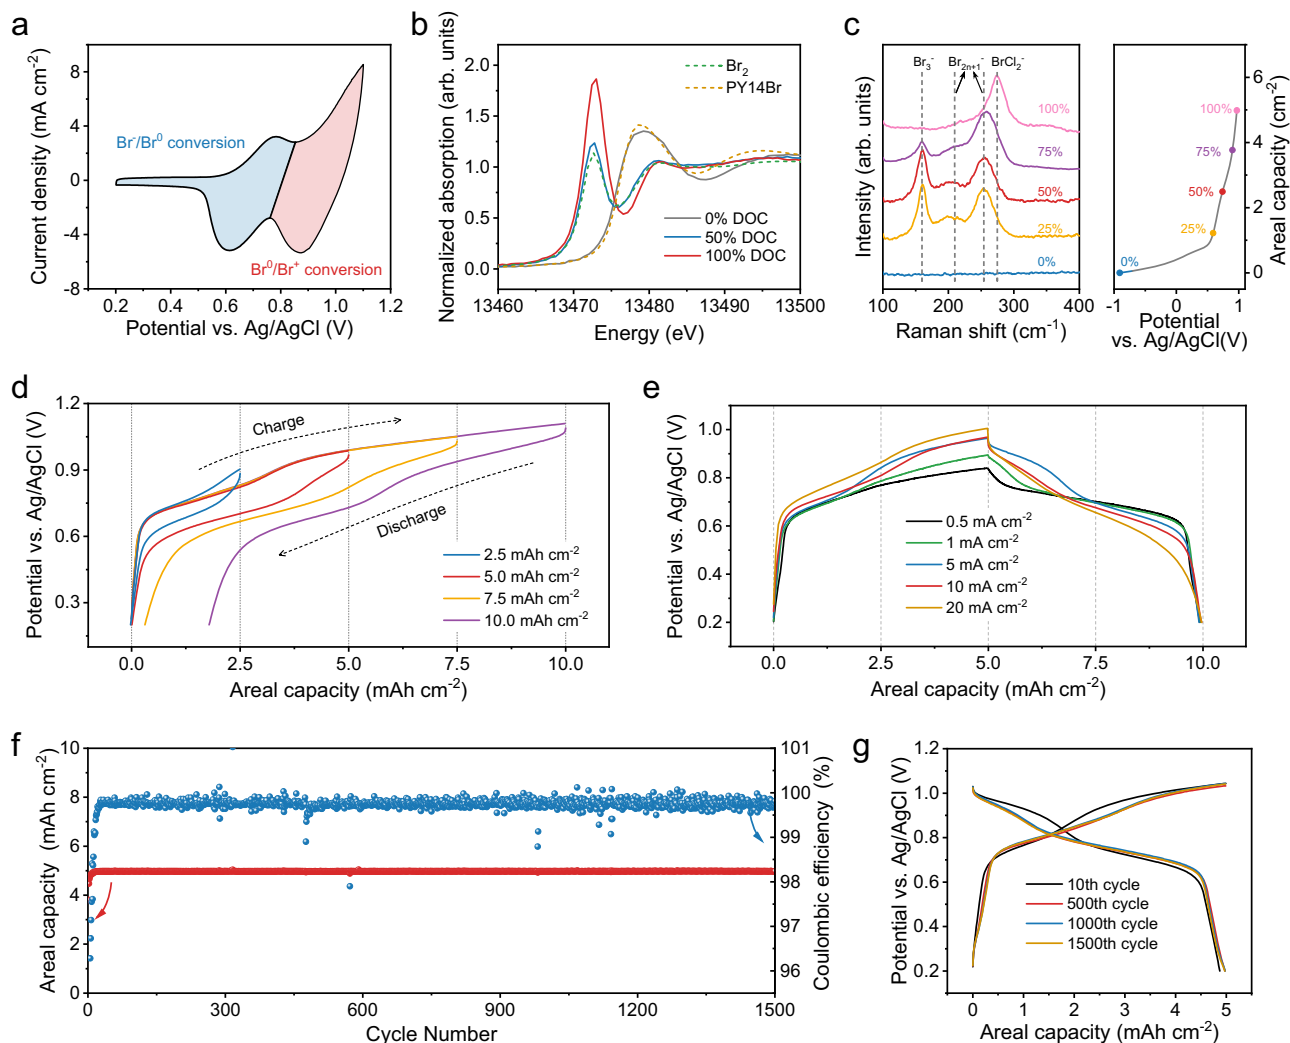 a
Current density (mA cm⁻²)
8
4
0
-4
-8
Br⁻/Br⁰ conversion
Br⁰/Br⁺ conversion
0.2 0.4 0.6 0.8 1.0 1.2
Potential vs. Ag/AgCl (V)
b
Normalized absorption (arb. units)
2.0
1.5
1.0
0.5
0.0
Br₂
PY14Br
0% DOC
50% DOC
100% DOC
13460 13470 13480 13490 13500
Energy (eV)
c
Intensity (arb. units)
Br₃⁻ Br₂ₙ₊₁⁻ BrCl₂⁻
100%
75%
50%
25%
0%
100 200 300 400
Raman shift (cm⁻¹)
100%
75%
50%
25%
0%
6
4
2
0
Areal capacity (cm⁻²)
-1 0 1
Potential
vs. Ag/AgCl(V)
d
Potential vs. Ag/AgCl (V)
1.2
0.9
0.6
0.3
Charge
Discharge
2.5 mAh cm⁻²
5.0 mAh cm⁻²
7.5 mAh cm⁻²
10.0 mAh cm⁻²
0.0 2.5 5.0 7.5 10.0
Areal capacity (mAh cm⁻²)
e
Potential vs. Ag/AgCl (V)
1.0
0.8
0.6
0.4
0.2
0.5 mA cm⁻²
1 mA cm⁻²
5 mA cm⁻²
10 mA cm⁻²
20 mA cm⁻²
0.0 2.5 5.0 7.5 10.0
Areal capacity (mAh cm⁻²)
f
Areal capacity (mAh cm⁻²)
10
8
6
4
2
0
101
100
99
98
97
96
Coulombic efficiency (%)
0 300 600 900 1200 1500
Cycle Number
g
Potential vs. Ag/AgCl (V)
1.2
1.0
0.8
0.6
0.4
0.2
10th cycle
500th cycle
1000th cycle
1500th cycle
0 1 2 3 4 5
Areal capacity (mAh cm⁻²)